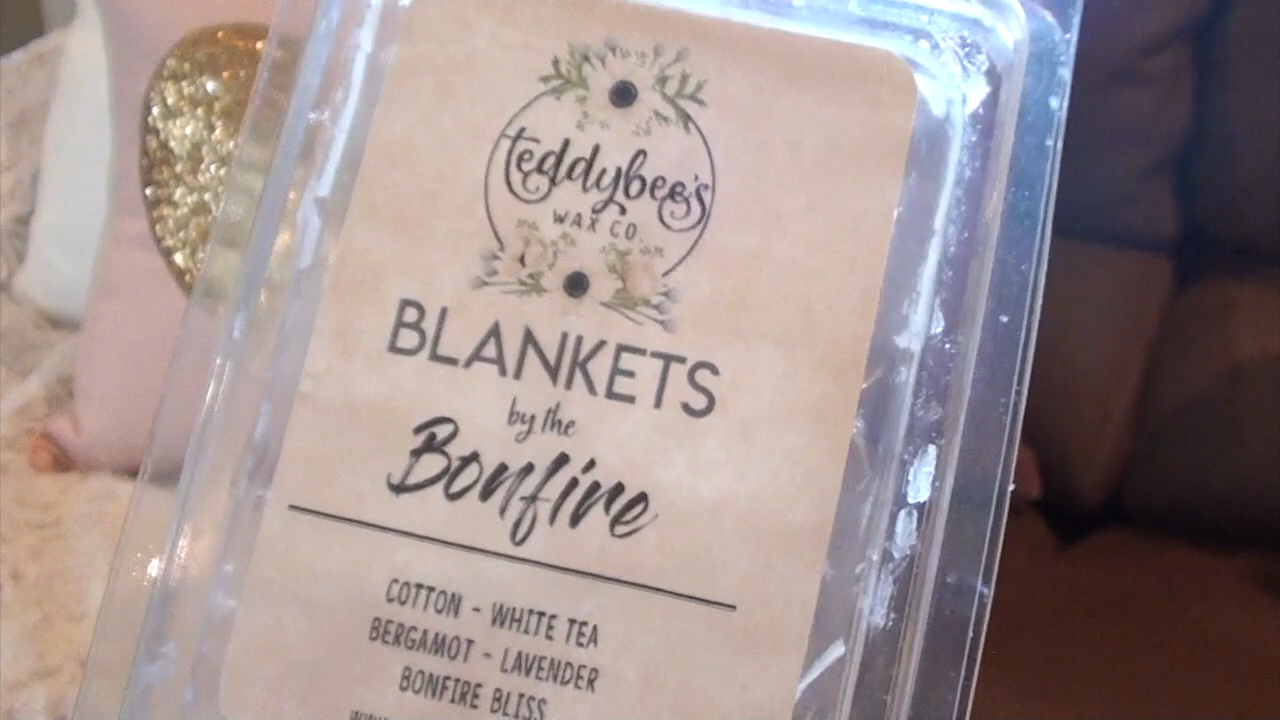 teddybee's
WAX CO.
BLANKETS
by the
Bonfire
COTTON - WHITE TEA
BERGAMOT - LAVENDER
BONFIRE BLISS